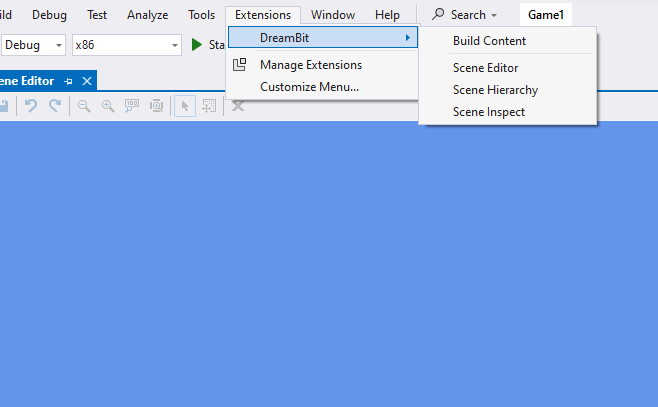 ild Debug Test Analyze Tools Extensions Window Help Search Game1
Debug x86 Sta
DreamBit
Build Content
Manage Extensions
Scene Editor
Customize Menu...
Scene Hierarchy
Scene Inspect
ene Editor
100